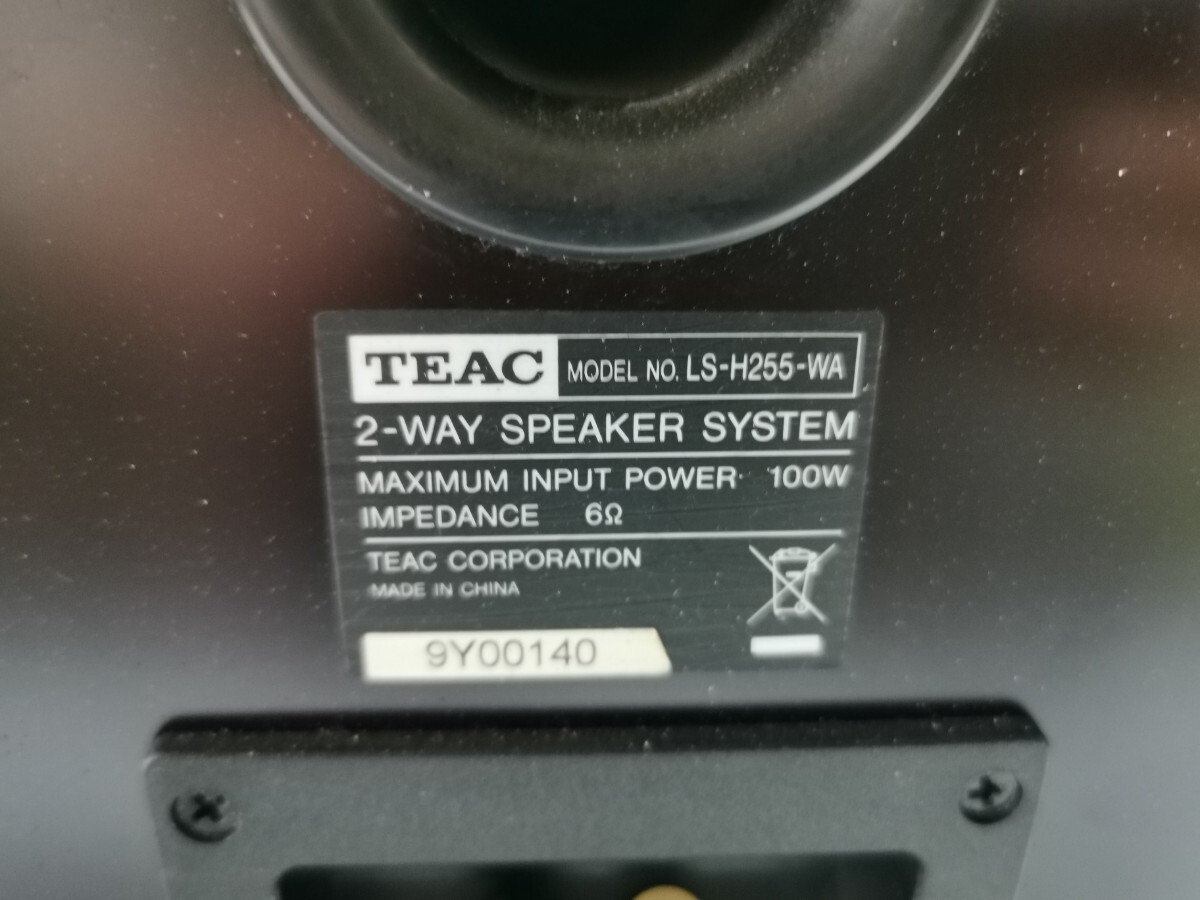 TEAC MODEL NO. LS-H255-WA
2-WAY SPEAKER SYSTEM
MAXIMUM INPUT POWER 100W
IMPEDANCE 6Ω
TEAC CORPORATION
MADE IN CHINA
9Y00140